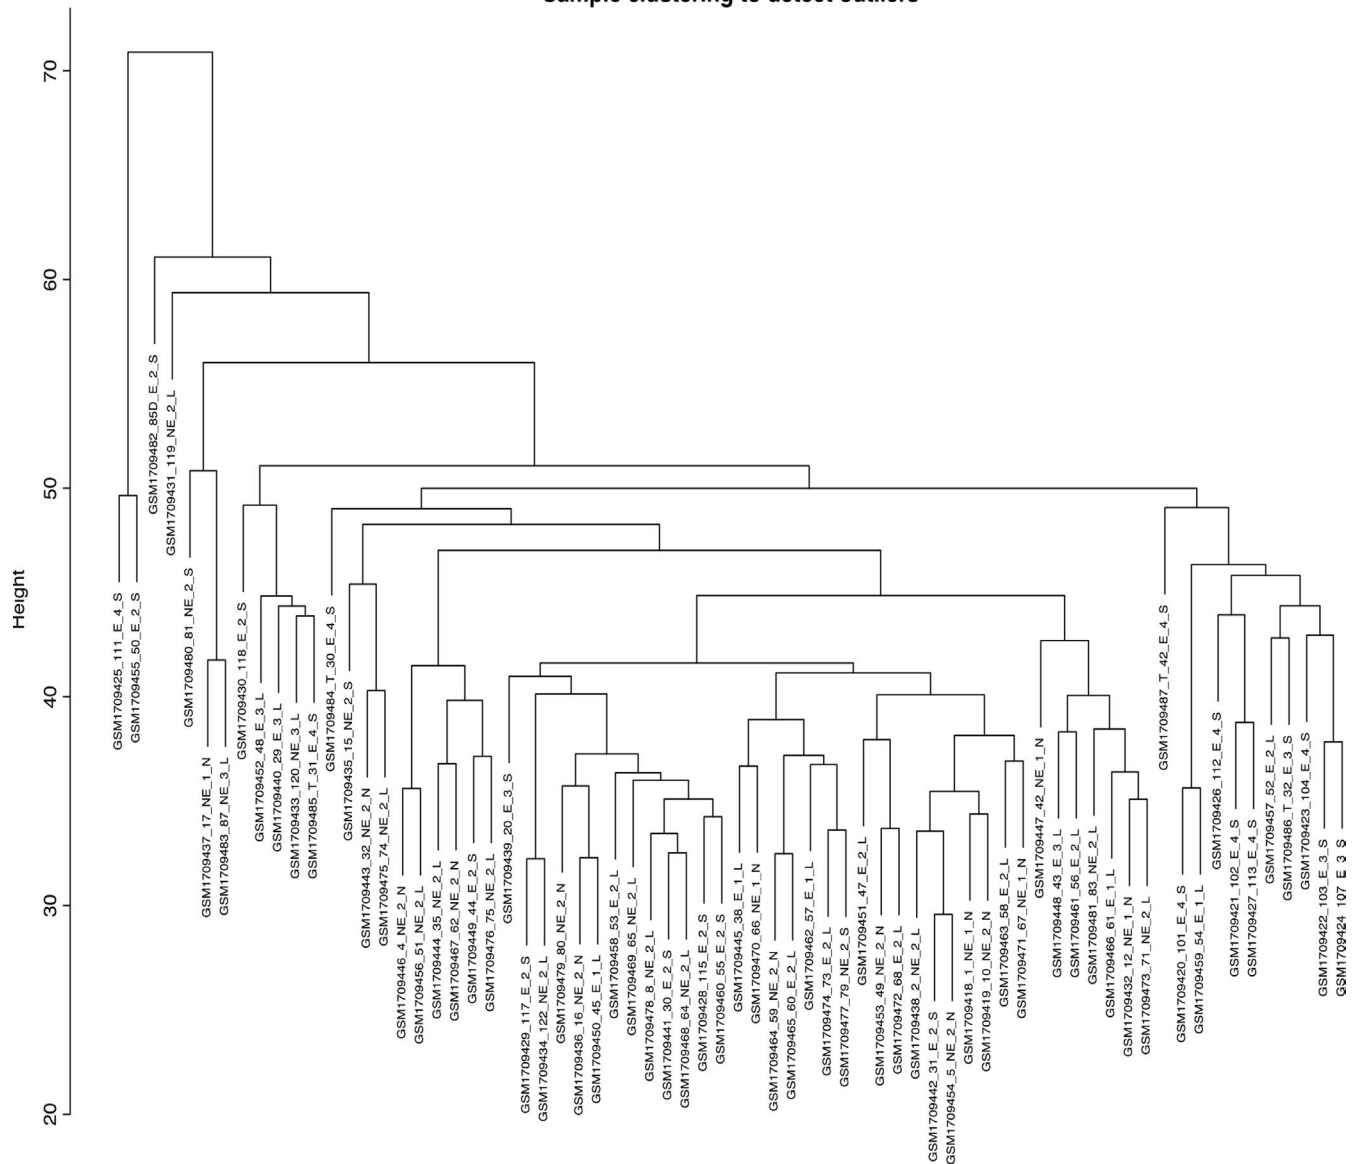 Sample clustering to detect outliers
Height
70
60
50
40
30
20
GSM1709425_111_E_4_S
GSM1709455_50_E_2_S
GSM1709482_85D_E_2_S
GSM1709431_119_NE_2_L
GSM1709480_81_NE_2_S
GSM1709437_17_NE_1_N
GSM1709483_87_NE_3_L
GSM1709430_118_E_2_S
GSM1709452_48_E_3_L
GSM1709440_29_E_3_L
GSM1709433_120_NE_3_L
GSM1709485_T_31_E_4_S
GSM1709484_T_30_E_4_S
GSM1709435_15_NE_2_S
GSM1709443_32_NE_2_N
GSM1709475_74_NE_2_L
GSM1709446_4_NE_2_N
GSM1709456_51_NE_2_L
GSM1709444_35_NE_2_L
GSM1709467_62_NE_2_N
GSM1709449_44_E_2_S
GSM1709476_75_NE_2_L
GSM1709439_20_E_3_S
GSM1709429_117_E_2_S
GSM1709434_122_NE_2_L
GSM1709479_80_NE_2_N
GSM1709436_16_NE_2_N
GSM1709450_45_E_1_L
GSM1709458_53_E_2_L
GSM1709469_65_NE_2_L
GSM1709478_8_NE_2_L
GSM1709441_30_E_2_S
GSM1709468_64_NE_2_L
GSM1709428_115_E_2_S
GSM1709460_55_E_2_S
GSM1709445_38_E_1_L
GSM1709470_66_NE_1_N
GSM1709464_59_NE_2_N
GSM1709465_60_E_2_L
GSM1709462_57_E_1_L
GSM1709474_73_E_2_L
GSM1709477_79_NE_2_S
GSM1709451_47_E_2_L
GSM1709453_49_NE_2_N
GSM1709472_68_E_2_L
GSM1709438_2_NE_2_L
GSM1709442_31_E_2_S
GSM1709454_5_NE_2_N
GSM1709418_1_NE_1_N
GSM1709419_10_NE_2_N
GSM1709463_58_E_2_L
GSM1709471_67_NE_1_N
GSM1709447_42_NE_1_N
GSM1709448_43_E_3_L
GSM1709461_56_E_2_L
GSM1709481_83_NE_2_L
GSM1709466_61_E_1_L
GSM1709432_12_NE_1_N
GSM1709473_71_NE_2_L
GSM1709487_T_42_E_4_S
GSM1709420_101_E_4_S
GSM1709459_54_E_1_L
GSM1709426_112_E_4_S
GSM1709421_102_E_4_S
GSM1709427_113_E_4_S
GSM1709457_52_E_2_L
GSM1709486_T_32_E_3_S
GSM1709423_104_E_4_S
GSM1709422_103_E_3_S
GSM1709424_107_E_3_S